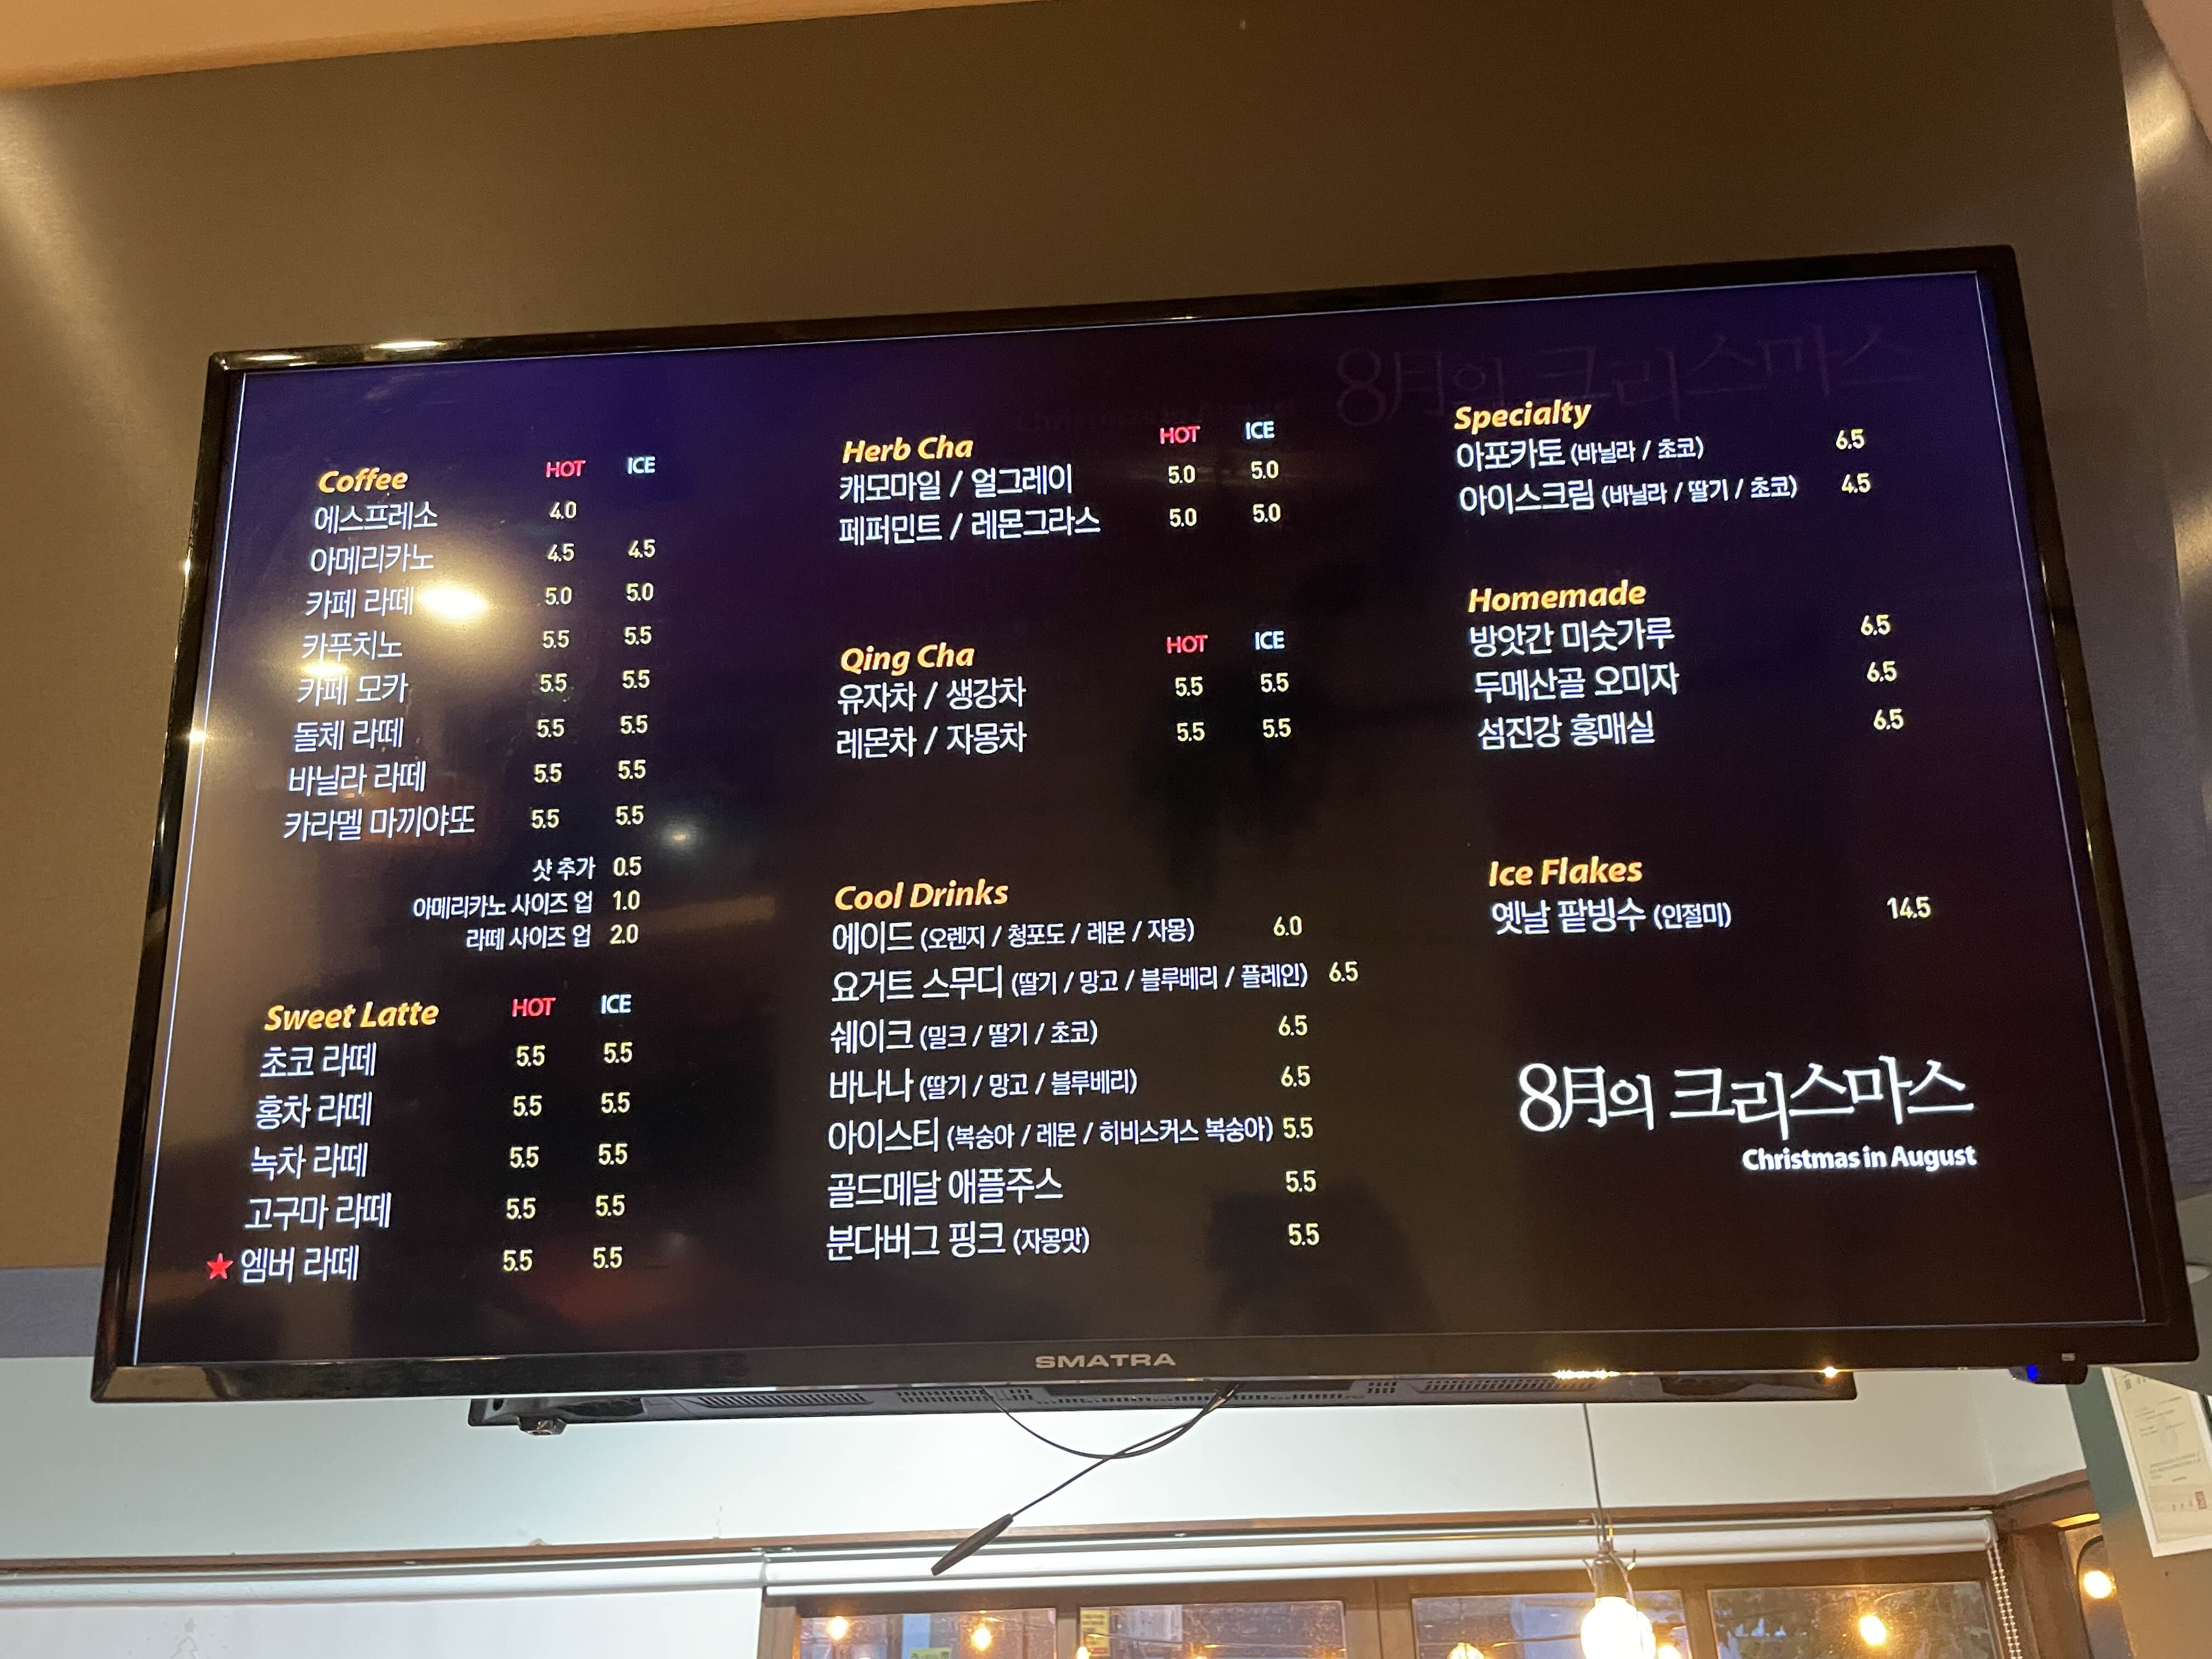 Coffee HOT ICE
에스프레소 4.0
아메리카노 4.5 4.5
카페 라떼 5.0 5.0
카푸치노 5.5 5.5
카페 모카 5.5 5.5
돌체 라떼 5.5 5.5
바닐라 라떼 5.5 5.5
카라멜 마끼야또 5.5 5.5
샷 추가 0.5
아메리카노 사이즈 업 1.0
라떼 사이즈 업 2.0
Sweet Latte HOT ICE
초코 라떼 5.5 5.5
홍차 라떼 5.5 5.5
녹차 라떼 5.5 5.5
고구마 라떼 5.5 5.5
★ 엠버 라떼 5.5 5.5
Herb Cha HOT ICE
캐모마일 / 얼그레이 5.0 5.0
페퍼민트 / 레몬그라스 5.0 5.0
Qing Cha HOT ICE
유자차 / 생강차 5.5 5.5
레몬차 / 자몽차 5.5 5.5
Cool Drinks
에이드 (오렌지 / 청포도 / 레몬 / 자몽) 6.0
요거트 스무디 (딸기 / 망고 / 블루베리 / 플레인) 6.5
쉐이크 (밀크 / 딸기 / 초코) 6.5
바나나 (딸기 / 망고 / 블루베리) 6.5
아이스티 (복숭아 / 레몬 / 히비스커스 복숭아) 5.5
골드메달 애플주스 5.5
분다버그 핑크 (자몽맛) 5.5
8月의 크리스마스
Specialty
아포카토 (바닐라 / 초코) 6.5
아이스크림 (바닐라 / 딸기 / 초코) 4.5
Homemade
방앗간 미숫가루 6.5
두메산골 오미자 6.5
섬진강 홍매실 6.5
Ice Flakes
옛날 팥빙수 (인절미) 14.5
8月의 크리스마스
Christmas in August
SMATRA